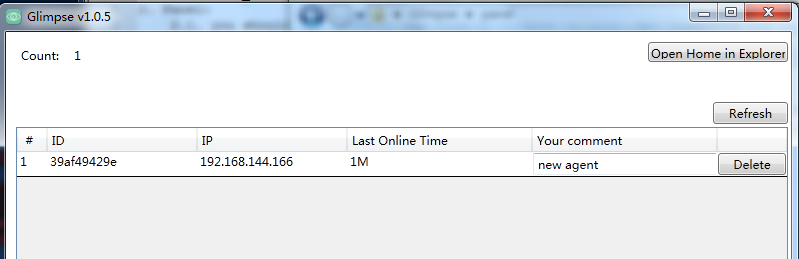 Glimpse v1.0.5
Count: 1
Open Home in Explorer
Refresh
# ID IP Last Online Time Your comment
1 39af49429e 192.168.144.166 1M new agent Delete